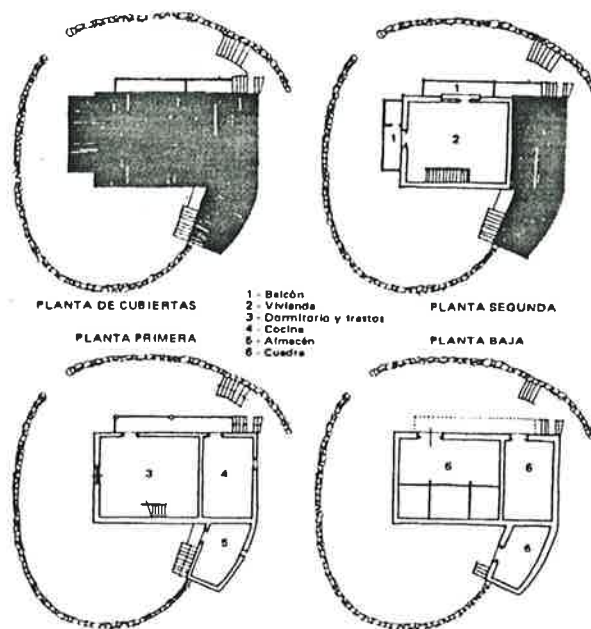 1
1
2
PLANTA DE CUBIERTAS
1 - Balcón
2 - Vivienda
3 - Dormitorio y trastos
4 - Cocina
5 - Almacén
6 - Cuadra
PLANTA SEGUNDA
PLANTA PRIMERA
PLANTA BAJA
3
4
5
6
6
6